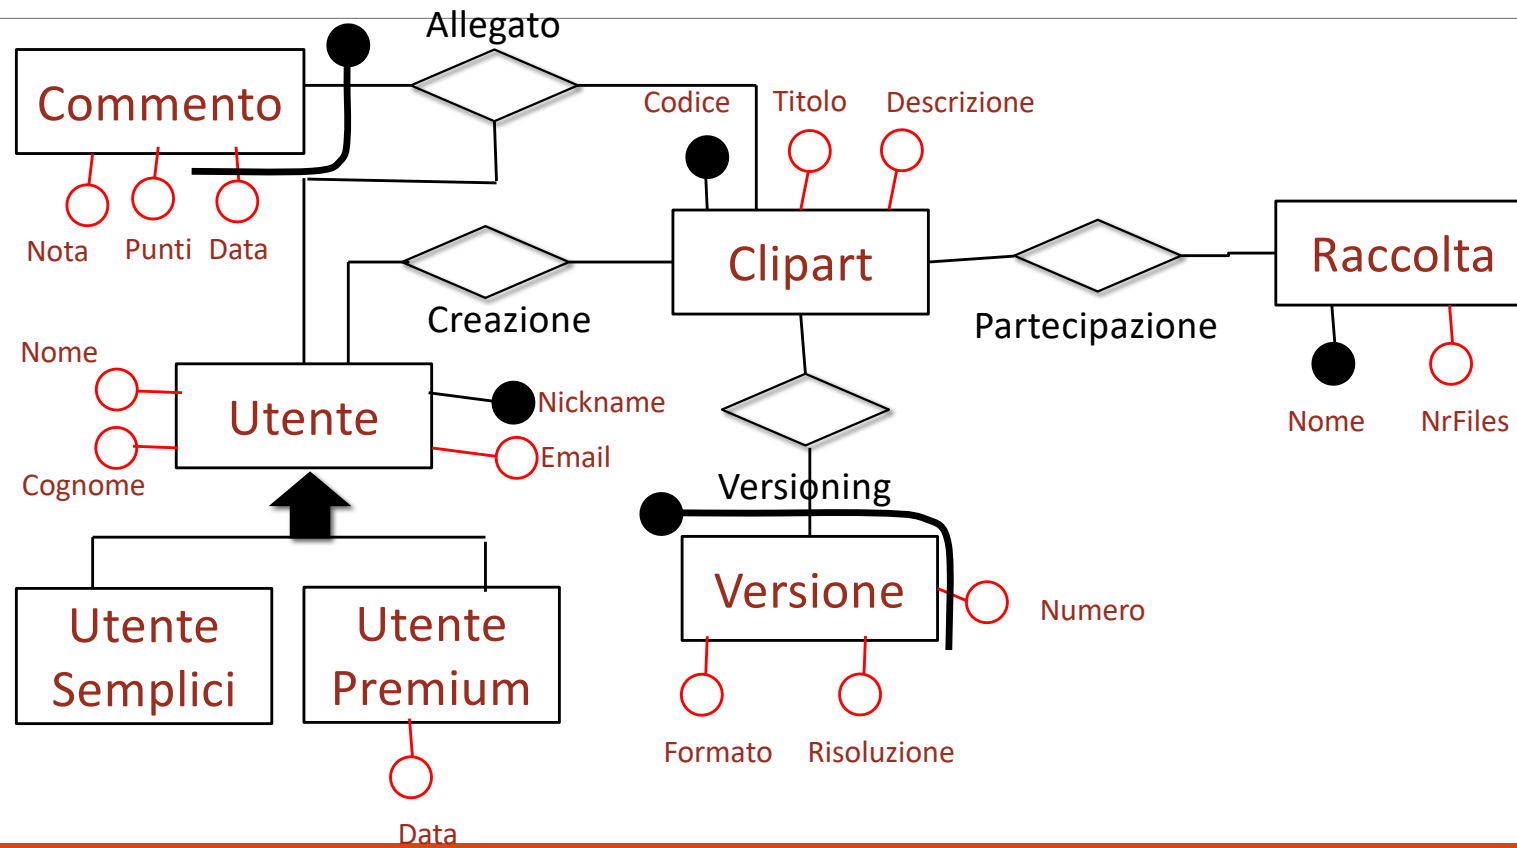 Allegato
Commento
Codice
Titolo
Descrizione
Nota
Punti
Data
Clipart
Raccolta
Creazione
Partecipazione
Nome
Utente
Nickname
Cognome
Email
Nome
NrFiles
Versioning
Utente
Semplici
Utente
Premium
Versione
Numero
Formato
Risoluzione
Data